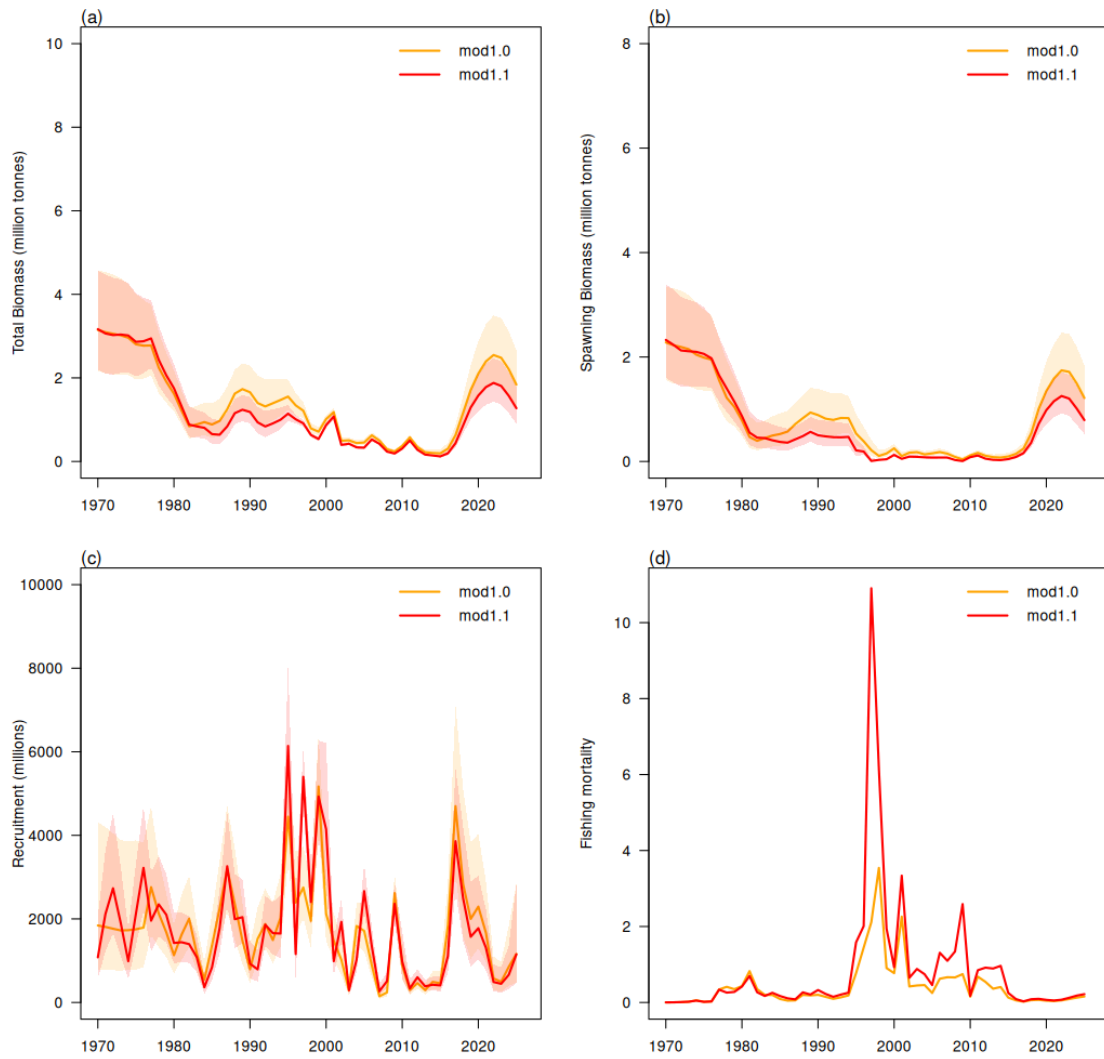 (a)
mod1.0
mod1.1
Total Biomass (million tonnes)
10
8
6
4
2
0
1970 1980 1990 2000 2010 2020
(b)
mod1.0
mod1.1
Spawning Biomass (million tonnes)
8
6
4
2
0
1970 1980 1990 2000 2010 2020
(c)
mod1.0
mod1.1
Recruitment (millions)
10000
8000
6000
4000
2000
0
1970 1980 1990 2000 2010 2020
(d)
mod1.0
mod1.1
Fishing mortality
10
8
6
4
2
0
1970 1980 1990 2000 2010 2020